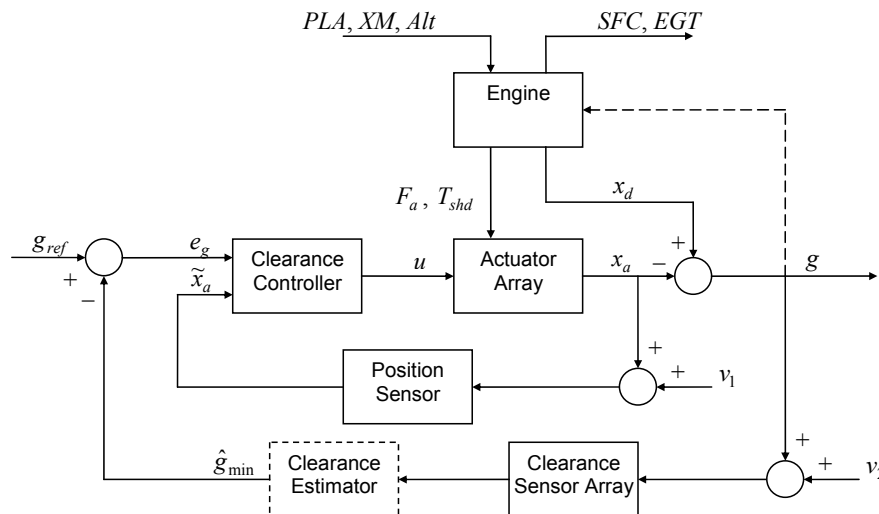 PLA, XM, Alt
SFC, EGT
Engine
F_a , T_shd
x_d
g_ref
+
−
e_g
x̃_a
Clearance
Controller
u
Actuator
Array
x_a
−
+
g
Position
Sensor
+
+
v_1
ĝ_min
Clearance
Estimator
Clearance
Sensor Array
+
+
v_2